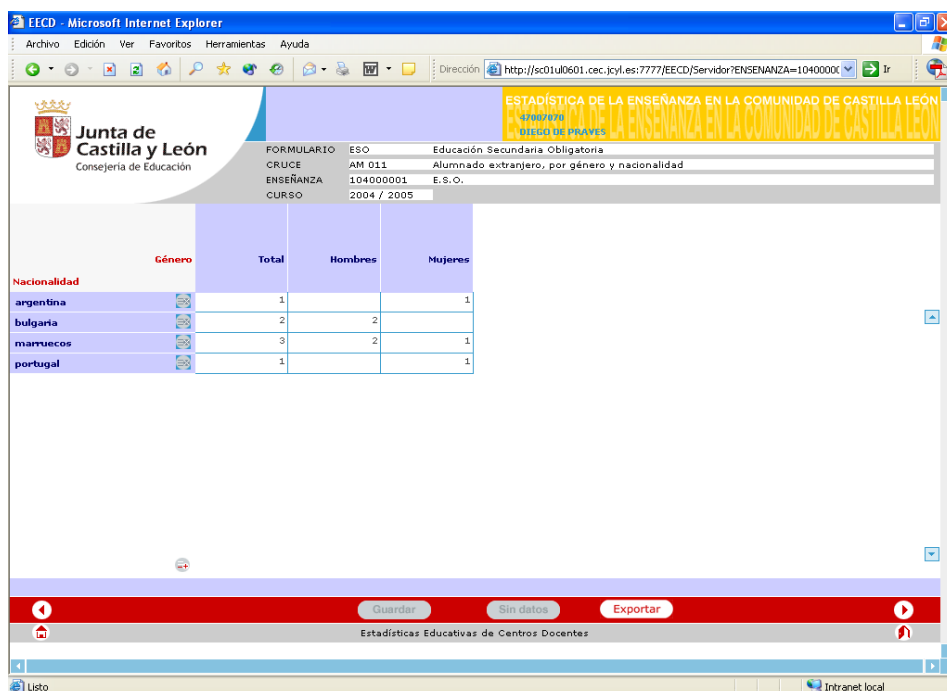 EECD - Microsoft Internet Explorer
Archivo Edición Ver Favoritos Herramientas Ayuda
Dirección http://sc01ul0601.cec.jcyl.es:7777/EECD/Servidor?ENSENANZA=1040000 Ir
ESTADÍSTICA DE LA ENSEÑANZA EN LA COMUNIDAD DE CASTILLA LEÓN
47007070
DIEGO DE PRAVES
Junta de
Castilla y León
Consejería de Educación
FORMULARIO ESO Educación Secundaria Obligatoria
CRUCE AM 011 Alumnado extranjero, por género y nacionalidad
ENSEÑANZA 104000001 E.S.O.
CURSO 2004 / 2005
Género Total Hombres Mujeres
Nacionalidad
argentina 1 1
bulgaria 2 2
marruecos 3 2 1
portugal 1 1
Guardar Sin datos Exportar
Estadísticas Educativas de Centros Docentes
Listo Intranet local